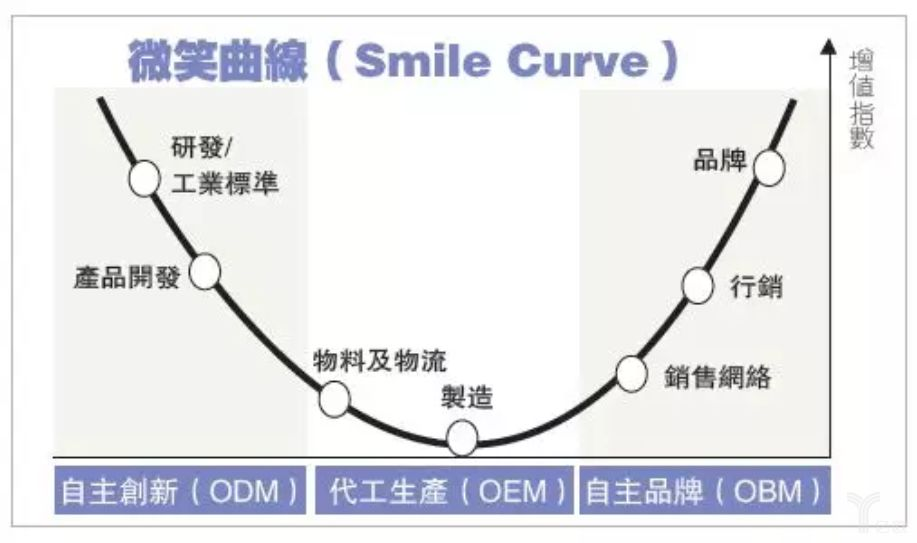 微笑曲線（Smile Curve）
增值指數
研發/
工業標準
產品開發
物料及物流
製造
品牌
行銷
銷售網絡
自主創新（ODM）
代工生產（OEM）
自主品牌（OBM）